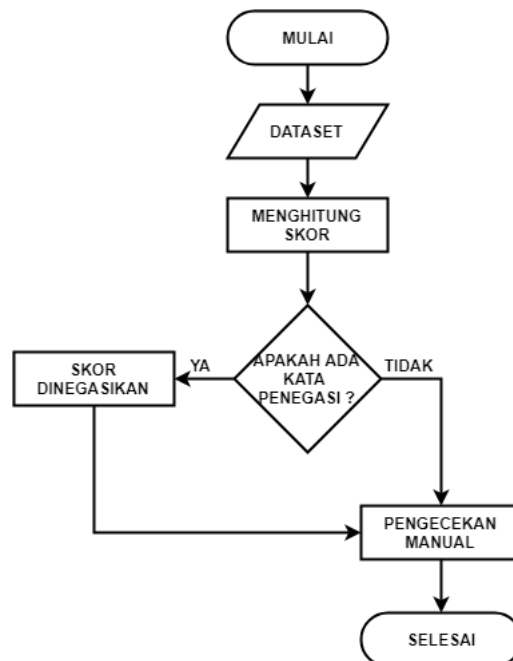 MULAI
DATASET
MENGHITUNG
SKOR
APAKAH ADA
KATA
PENEGASI ?
YA
TIDAK
SKOR
DINEGASIKAN
PENGECEKAN
MANUAL
SELESAI